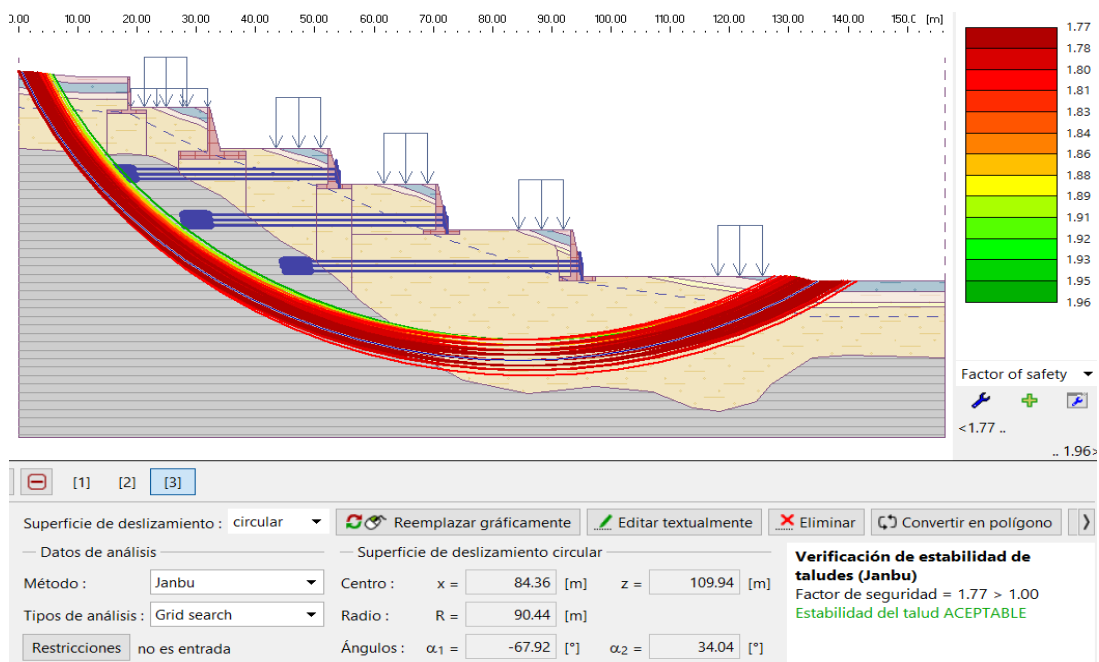 0.00 10.00 20.00 30.00 40.00 50.00 60.00 70.00 80.00 90.00 100.00 110.00 120.00 130.00 140.00 150.0 [m]
1.77
1.78
1.80
1.81
1.83
1.84
1.86
1.88
1.89
1.91
1.92
1.93
1.95
1.96
Factor of safety
<1.77 ..
.. 1.96>
[1] [2] [3]
Superficie de deslizamiento : circular Reemplazar gráficamente Editar textualmente Eliminar Convertir en polígono
Datos de análisis Superficie de deslizamiento circular
Método : Janbu Centro : x = 84.36 [m] z = 109.94 [m]
Tipos de análisis : Grid search Radio : R = 90.44 [m]
Restricciones no es entrada Ángulos : α1 = -67.92 [°] α2 = 34.04 [°]
Verificación de estabilidad de
taludes (Janbu)
Factor de seguridad = 1.77 > 1.00
Estabilidad del talud ACEPTABLE